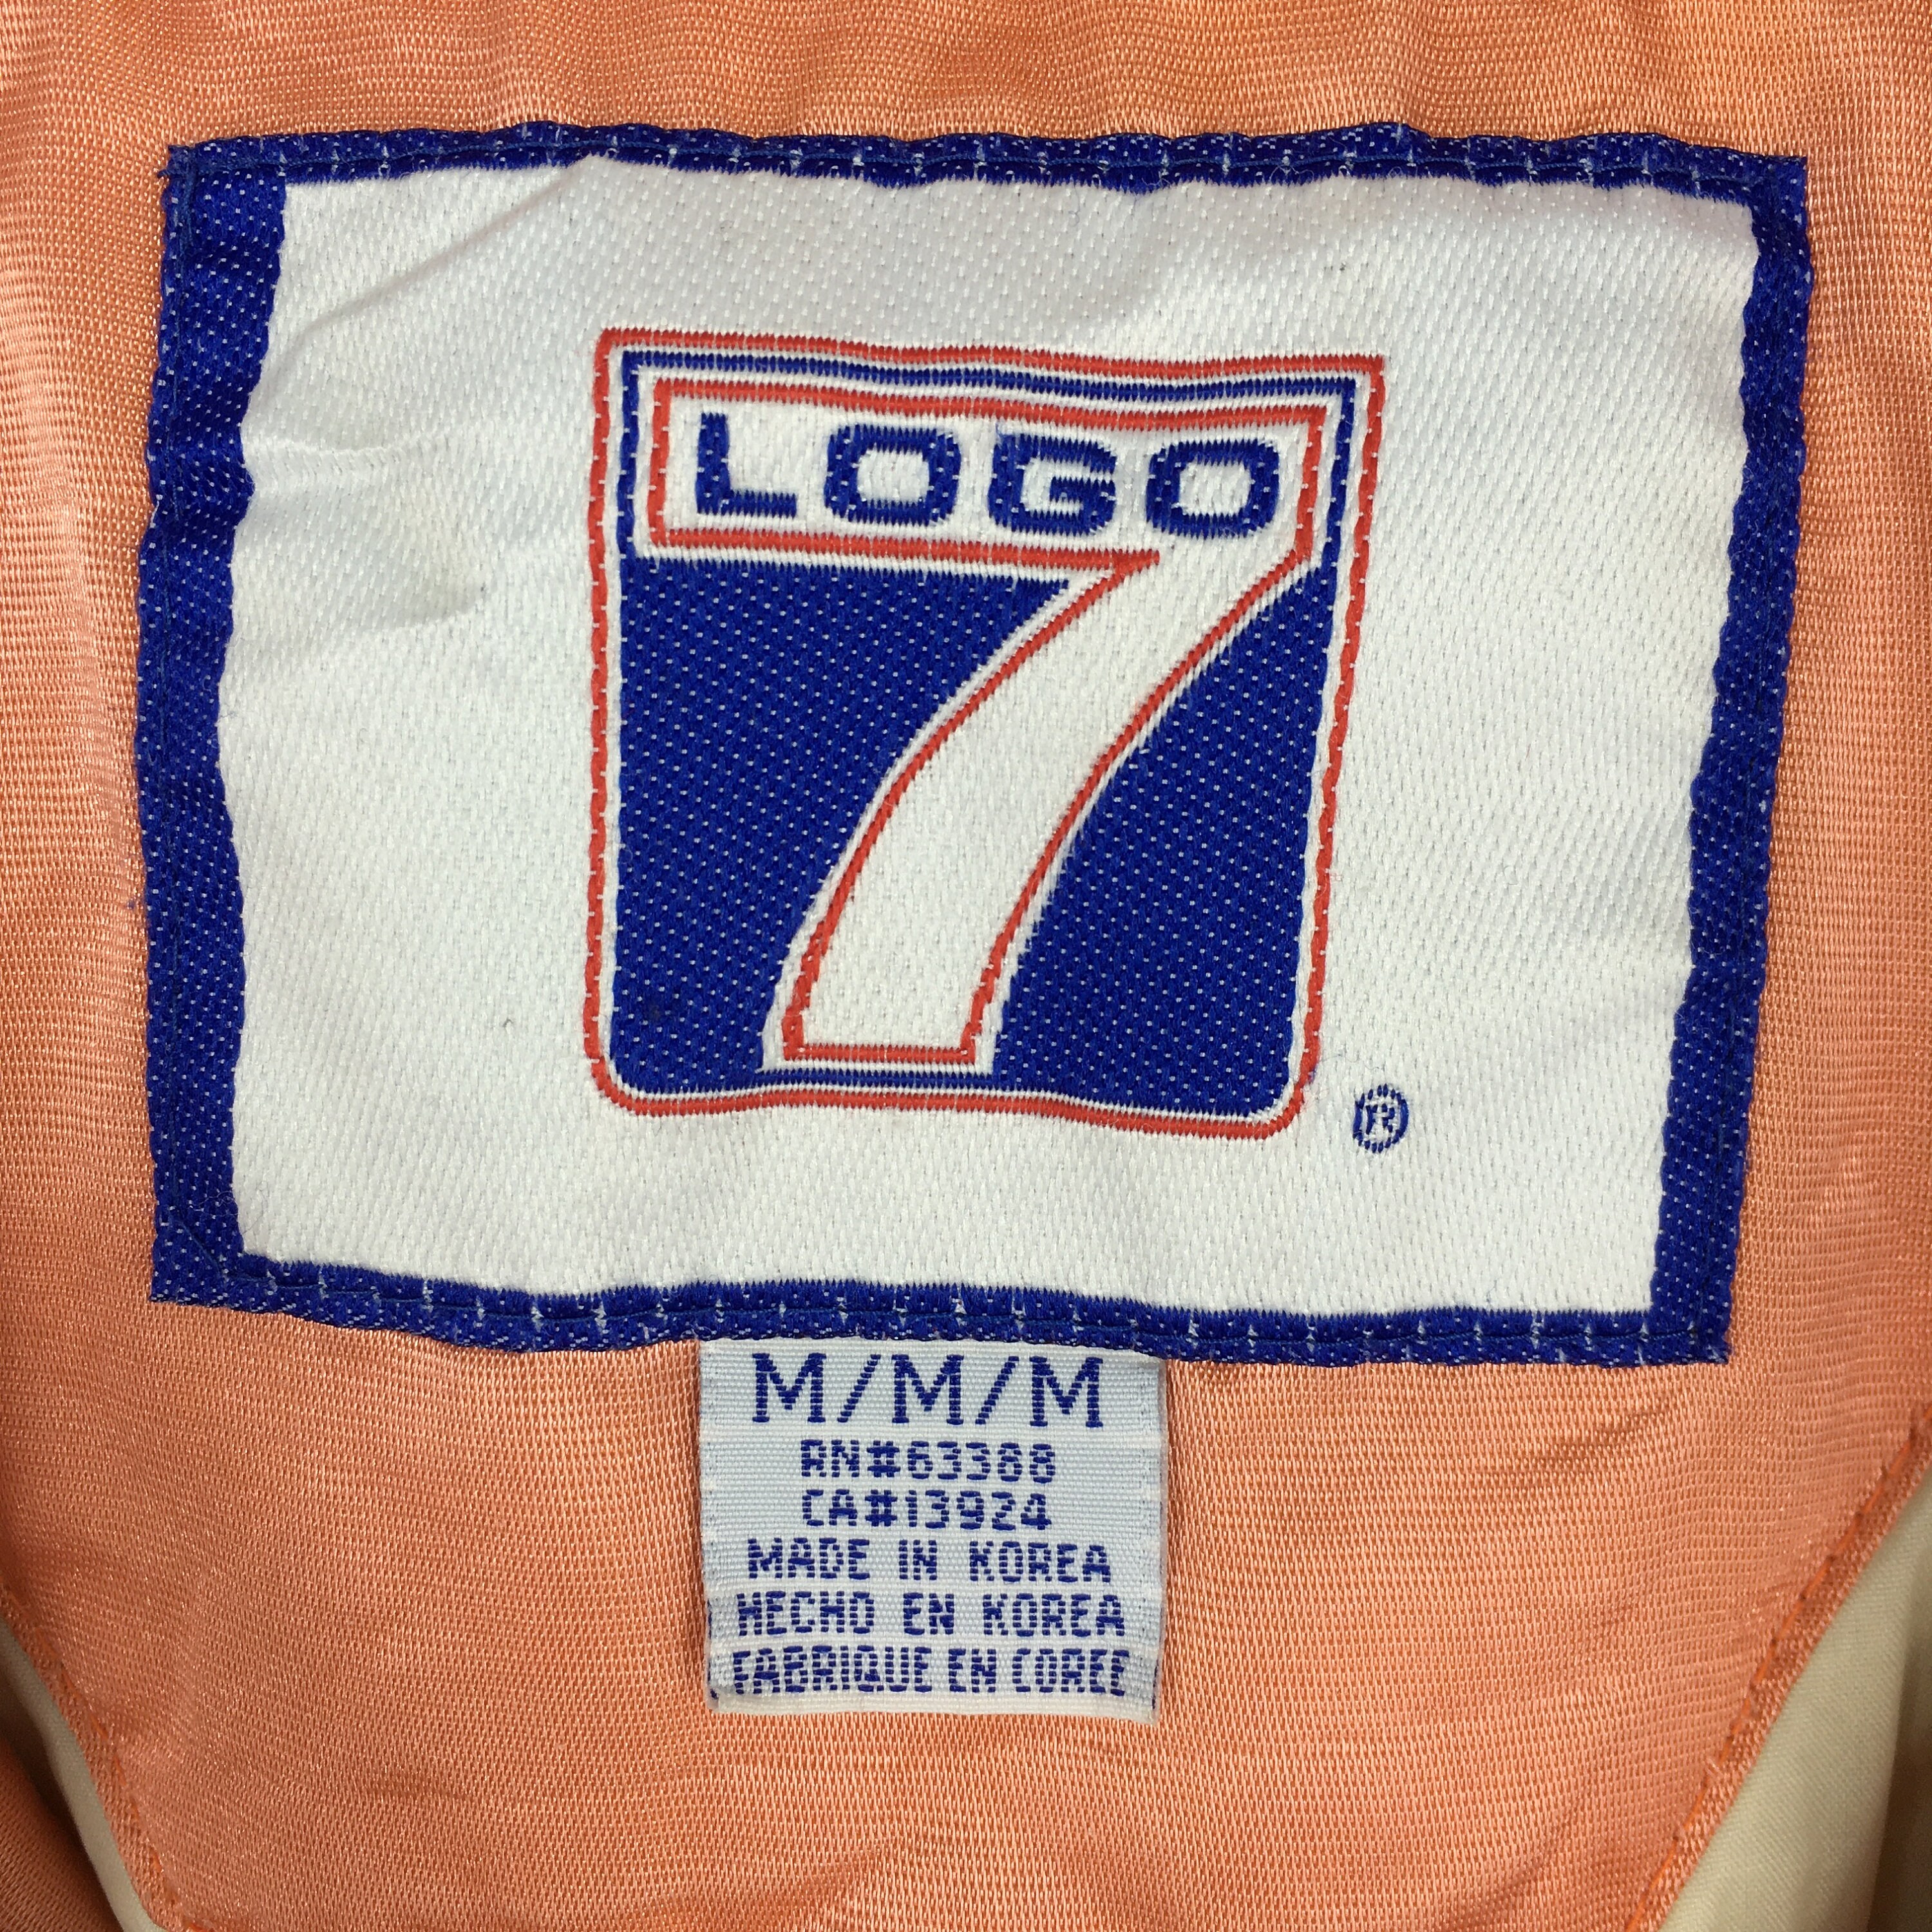 LOGO
7
®
M/M/M
RN#63388
CA#13924
MADE IN KOREA
HECHO EN KOREA
FABRIQUE EN COREE